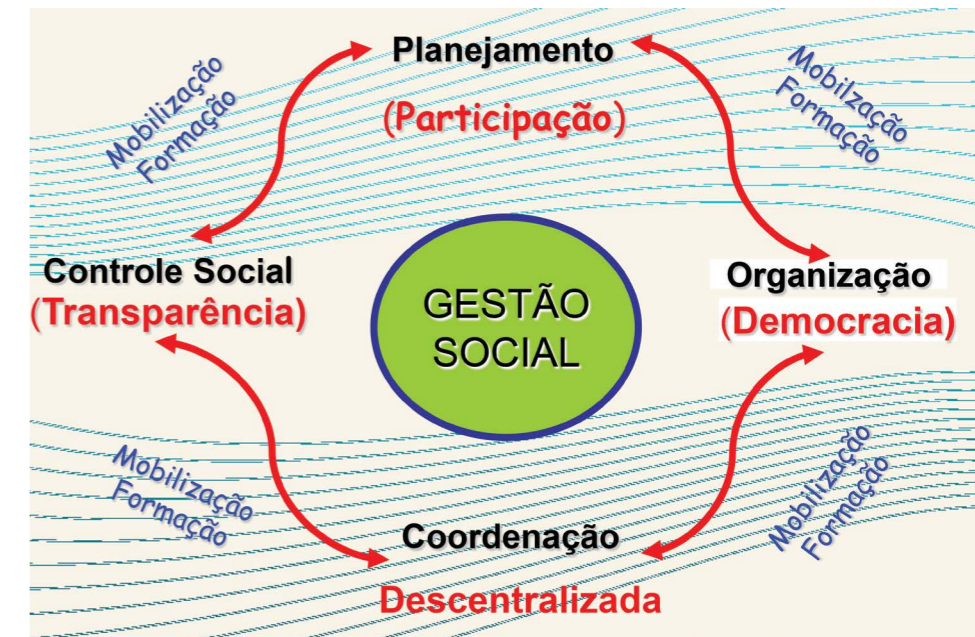 Planejamento
(Participação)
Mobilização
Formação
Mobilzação
Formação
Controle Social
(Transparência)
GESTÃO
SOCIAL
Organização
(Democracia)
Mobilização
Formação
Mobilização
Formação
Coordenação
Descentralizada